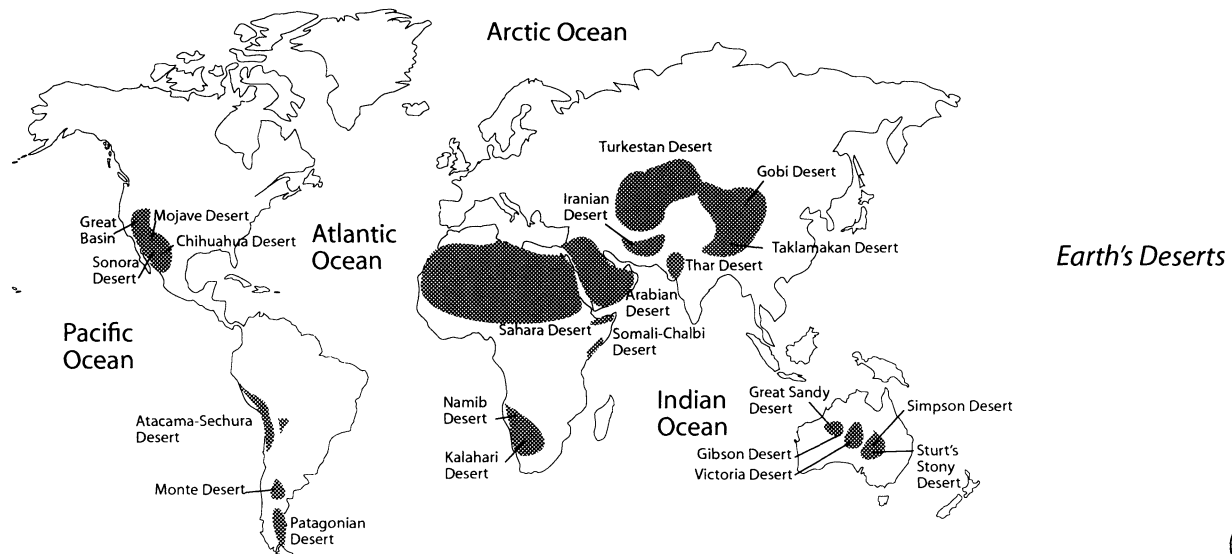 Arctic Ocean
Turkestan Desert
Gobi Desert
Iranian
Desert
Great
Basin
Mojave Desert
Chihuahua Desert
Sonora
Desert
Atlantic
Ocean
Taklamakan Desert
Thar Desert
Earth's Deserts
Arabian
Desert
Sahara Desert
Somali-Chalbi
Desert
Pacific
Ocean
Namib
Desert
Indian
Ocean
Great Sandy
Desert
Simpson Desert
Atacama-Sechura
Desert
Kalahari
Desert
Gibson Desert
Victoria Desert
Sturt's
Stony
Desert
Monte Desert
Patagonian
Desert